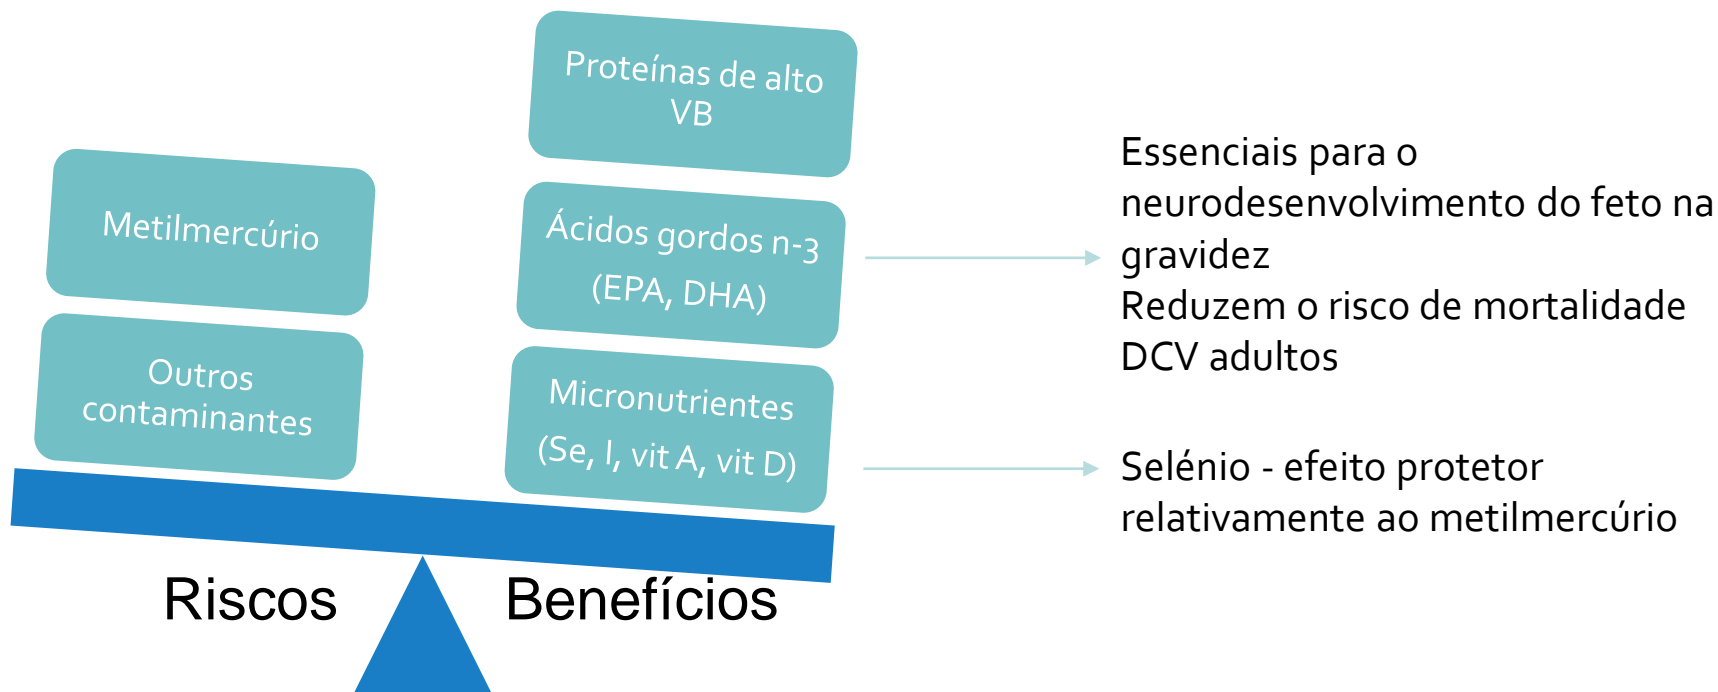 Proteínas de alto
VB
Metilmercúrio
Ácidos gordos n-3
(EPA, DHA)
Outros
contaminantes
Micronutrientes
(Se, I, vit A, vit D)
Riscos
Benefícios
Essenciais para o
neurodesenvolvimento do feto na
gravidez
Reduzem o risco de mortalidade
DCV adultos
Selénio - efeito protetor
relativamente ao metilmercúrio